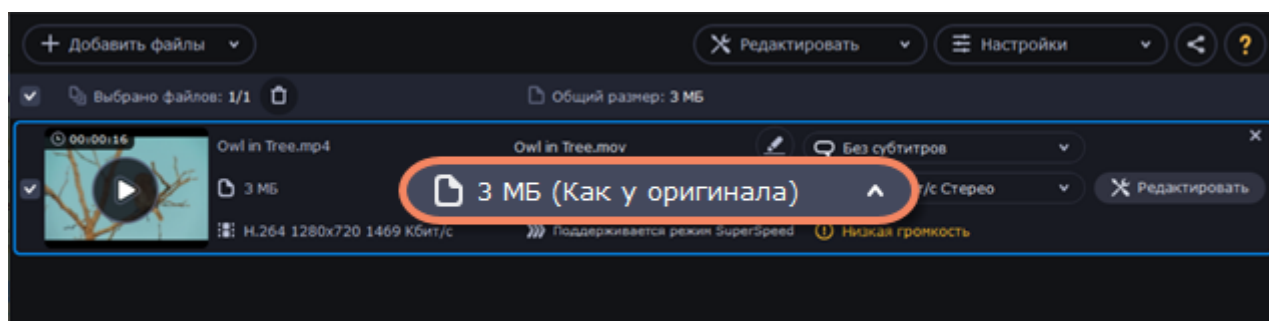 Добавить файлы Редактировать Настройки ?
Выбрано файлов: 1/1 Общий размер: 3 МБ
00:00:16
Owl in Tree.mp4 Owl in Tree.mov Без субтитров
3 МБ 3 МБ (Как у оригинала) /с Стерео Редактировать
H.264 1280x720 1469 Кбит/с Поддерживается режим SuperSpeed Низкая громкость